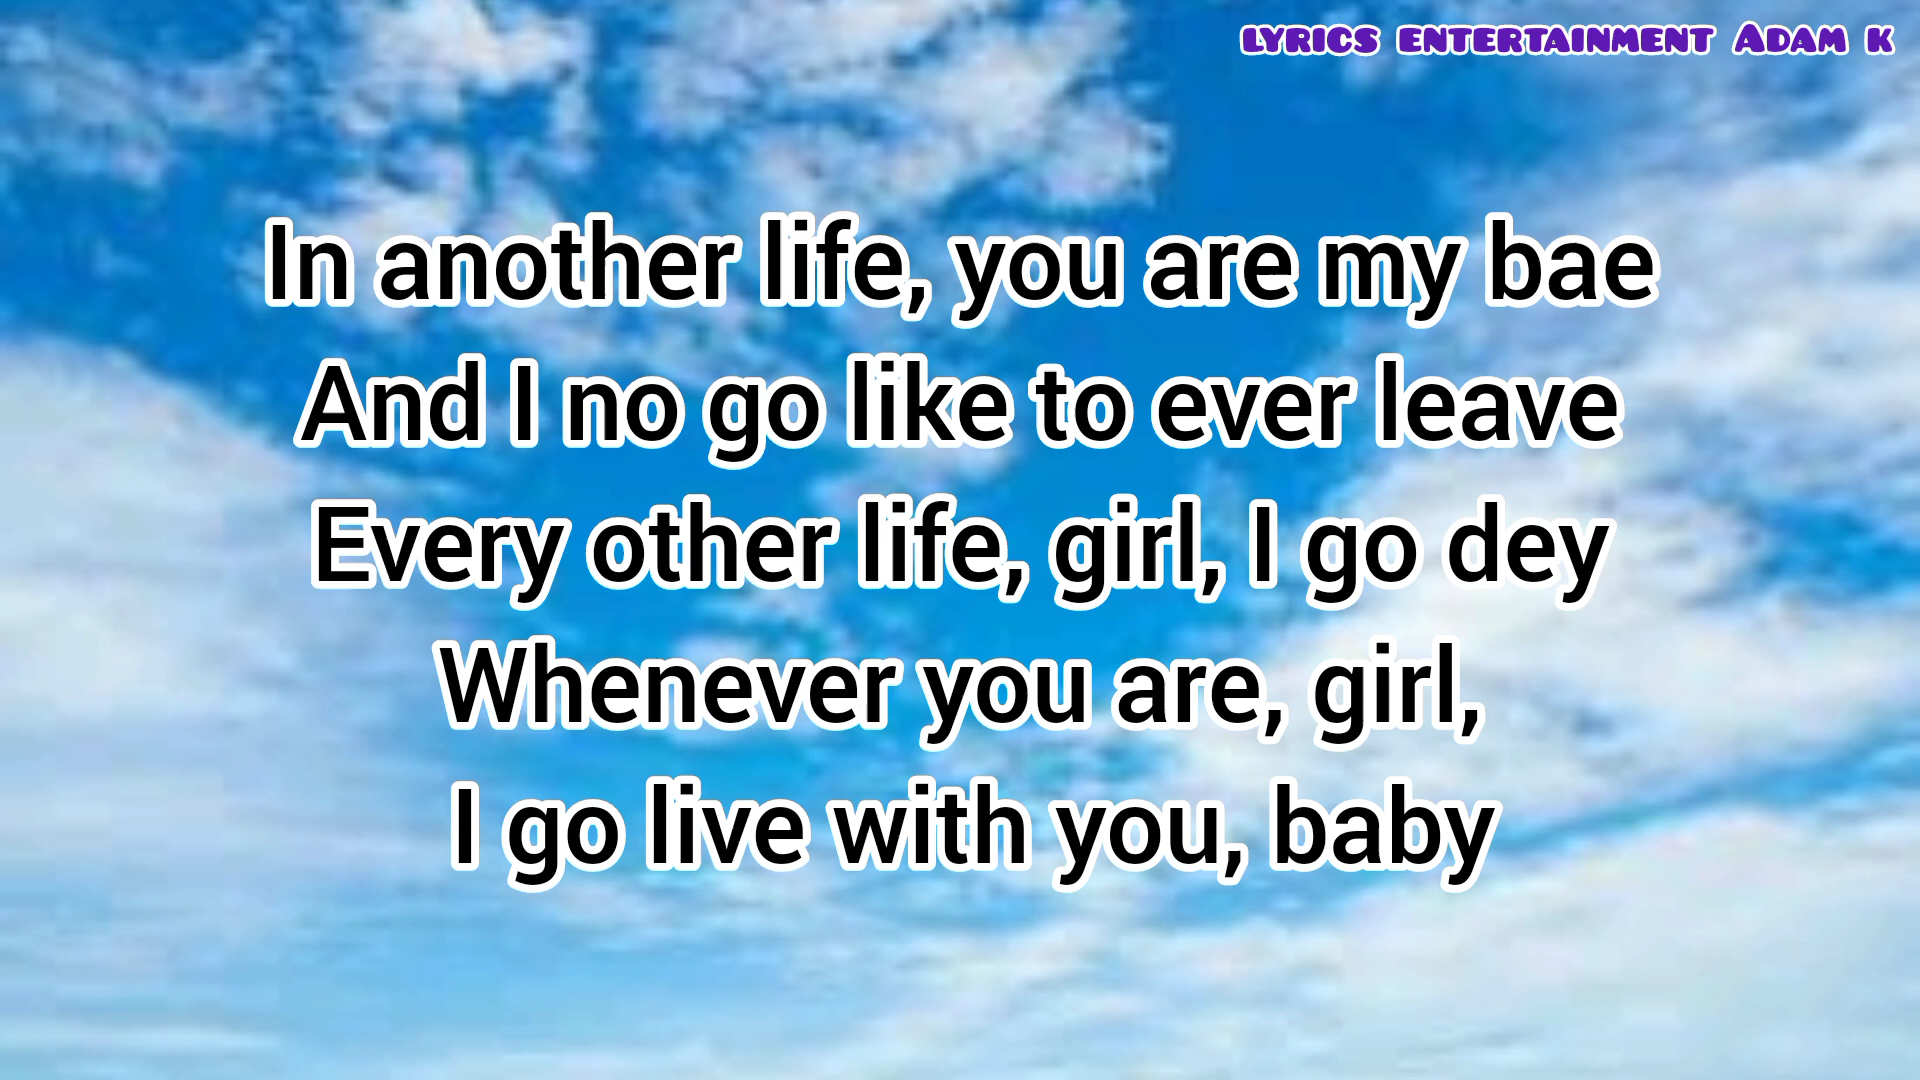 LYRICS ENTERTAINMENT ADAM K
In another life, you are my bae
And I no go like to ever leave
Every other life, girl, I go dey
Whenever you are, girl,
I go live with you, baby